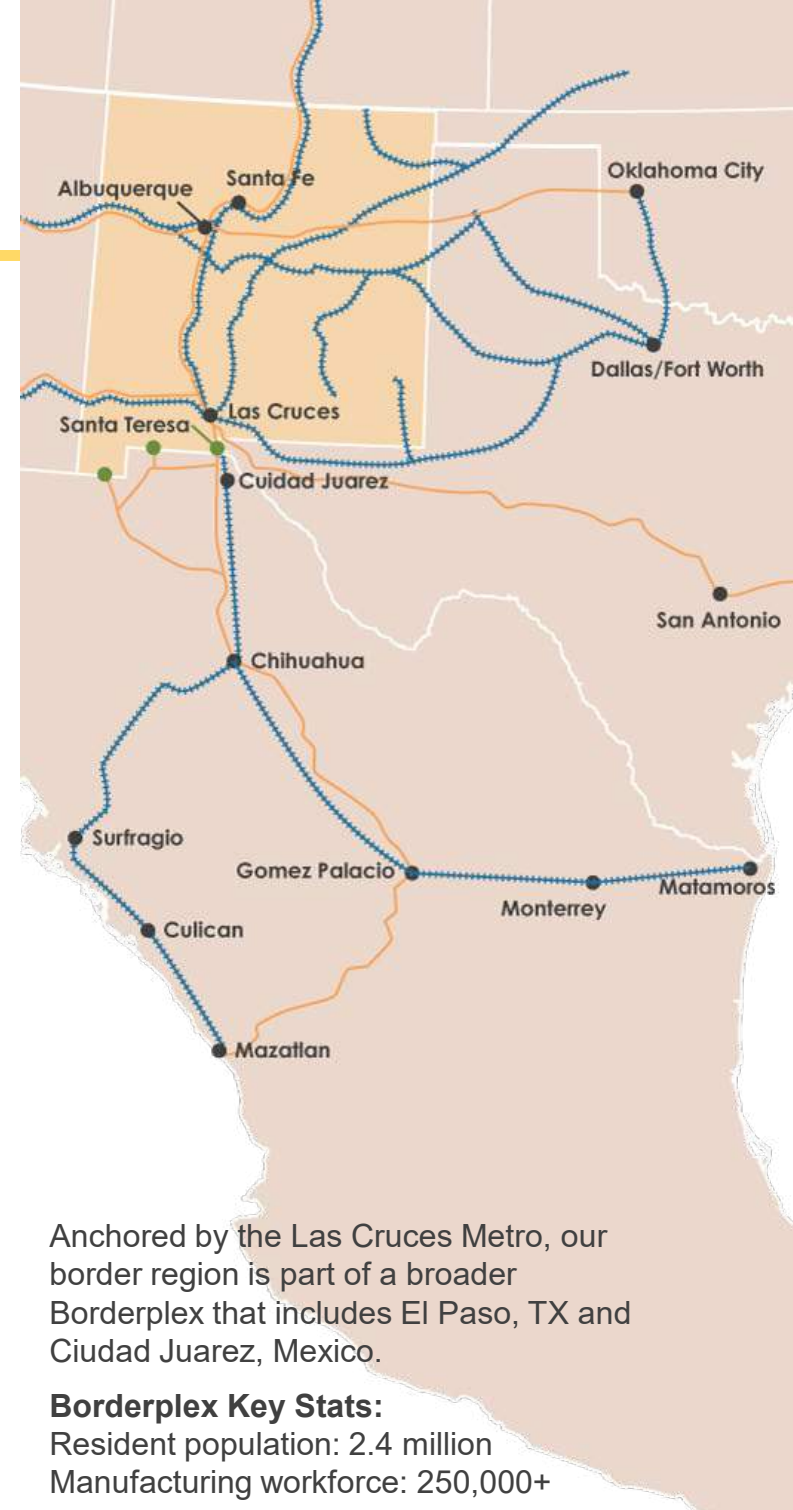 Santa Fe
Albuquerque
Oklahoma City
Dallas/Fort Worth
Las Cruces
Santa Teresa
Cuidad Juarez
San Antonio
Chihuahua
Surfragio
Gomez Palacio
Matamoros
Monterrey
Culican
Mazatlan
Anchored by the Las Cruces Metro, our
border region is part of a broader
Borderplex that includes El Paso, TX and
Ciudad Juarez, Mexico.
Borderplex Key Stats:
Resident population: 2.4 million
Manufacturing workforce: 250,000+